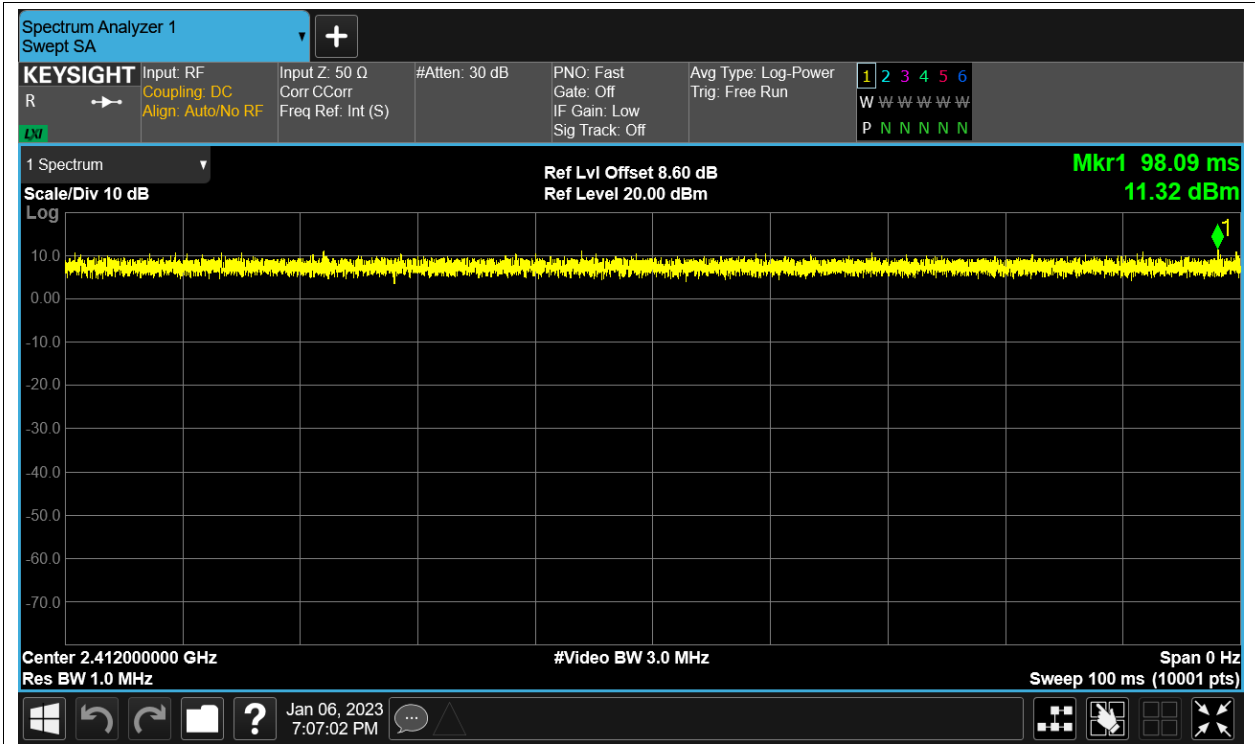 Spectrum Analyzer 1
Swept SA
KEYSIGHT
R
LXI
Input: RF
Coupling: DC
Align: Auto/No RF
Input Z: 50 Ω
Corr CCorr
Freq Ref: Int (S)
#Atten: 30 dB
PNO: Fast
Gate: Off
IF Gain: Low
Sig Track: Off
Avg Type: Log-Power
Trig: Free Run
1 2 3 4 5 6
W W W W W W
P N N N N N
1 Spectrum
Scale/Div 10 dB
Ref Lvl Offset 8.60 dB
Ref Level 20.00 dBm
Mkr1 98.09 ms
11.32 dBm
Log
1
10.0
0.00
-10.0
-20.0
-30.0
-40.0
-50.0
-60.0
-70.0
Center 2.412000000 GHz
Res BW 1.0 MHz
#Video BW 3.0 MHz
Span 0 Hz
Sweep 100 ms (10001 pts)
?
Jan 06, 2023
7:07:02 PM